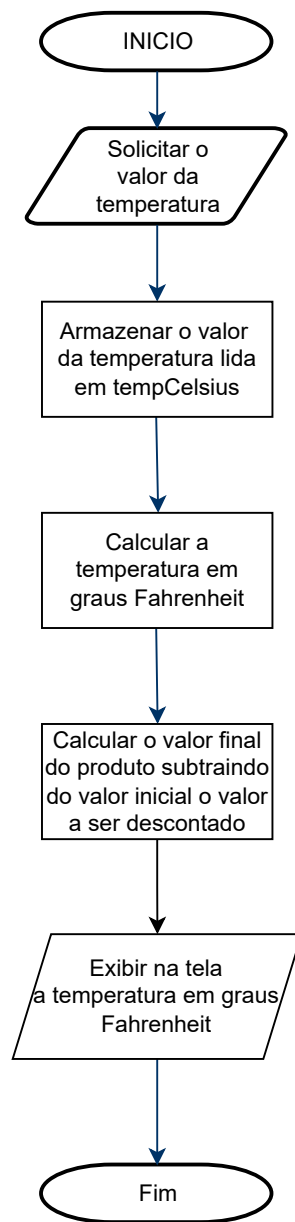 INICIO
Solicitar o
valor da
temperatura
Armazenar o valor
da temperatura lida
em tempCelsius
Calcular a
temperatura em
graus Fahrenheit
Calcular o valor final
do produto subtraindo
do valor inicial o valor
a ser descontado
Exibir na tela
a temperatura em graus
Fahrenheit
Fim